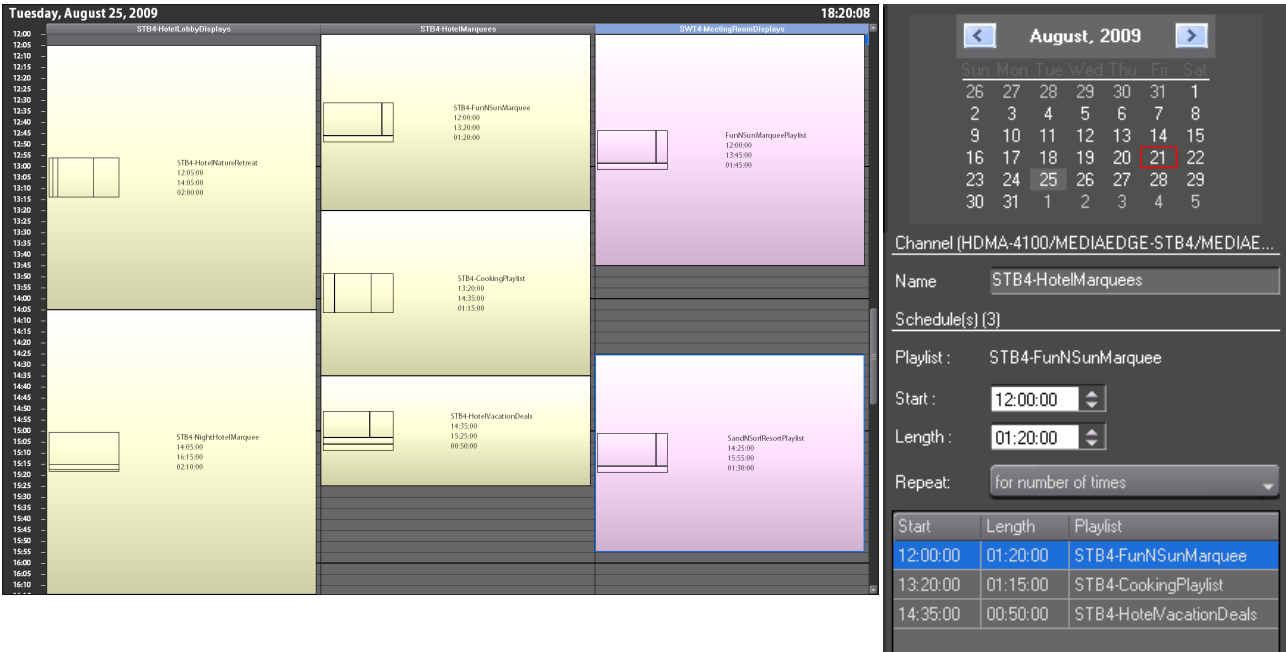 Tuesday, August 25, 2009
18:20:08
STB4-HotelLobbyDisplays
STB4-HotelMarquees
SWT4-MeetingRoomDisplays
12:00
12:05
12:10
12:15
12:20
12:25
12:30
12:35
12:40
12:45
12:50
12:55
13:00
13:05
13:10
13:15
13:20
13:25
13:30
13:35
13:40
13:45
13:50
13:55
14:00
14:05
14:10
14:15
14:20
14:25
14:30
14:35
14:40
14:45
14:50
14:55
15:00
15:05
15:10
15:15
15:20
15:25
15:30
15:35
15:40
15:45
15:50
15:55
16:00
16:05
16:10
STB4-HotelNatureRetreat
12:05:00
14:05:00
02:00:00
STB4-NightHotelMarquee
14:05:00
16:15:00
02:10:00
STB4-FunNSunMarquee
12:00:00
13:20:00
01:20:00
STB4-CookingPlaylist
13:20:00
14:35:00
01:15:00
STB4-HotelVacationDeals
14:35:00
15:25:00
00:50:00
FunNSunMarqueePlaylist
12:00:00
13:45:00
01:45:00
SandNSurfResortPlaylist
14:25:00
15:55:00
01:30:00
August, 2009
Sun Mon Tue Wed Thu Fri Sat
26 27 28 29 30 31 1
2 3 4 5 6 7 8
9 10 11 12 13 14 15
16 17 18 19 20 21 22
23 24 25 26 27 28 29
30 31 1 2 3 4 5
Channel (HDMA-4100/MEDIAEDGE-STB4/MEDIAE...
Name STB4-HotelMarquees
Schedule(s) (3)
Playlist : STB4-FunNSunMarquee
Start : 12:00:00
Length : 01:20:00
Repeat: for number of times
Start Length Playlist
12:00:00 01:20:00 STB4-FunNSunMarquee
13:20:00 01:15:00 STB4-CookingPlaylist
14:35:00 00:50:00 STB4-HotelVacationDeals